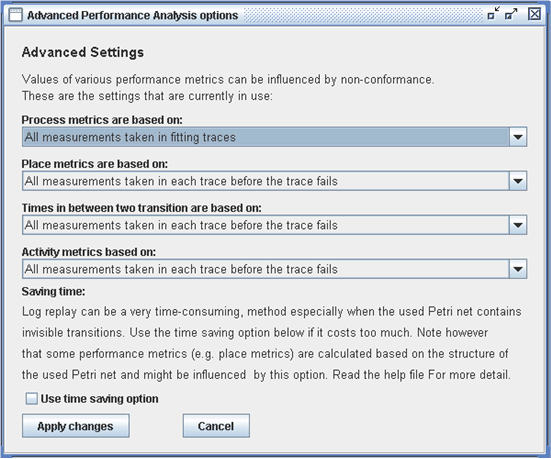 Advanced Performance Analysis options
Advanced Settings
Values of various performance metrics can be influenced by non-conformance.
These are the settings that are currently in use:
Process metrics are based on:
All measurements taken in fitting traces
Place metrics are based on:
All measurements taken in each trace before the trace fails
Times in between two transition are based on:
All measurements taken in each trace before the trace fails
Activity metrics based on:
All measurements taken in each trace before the trace fails
Saving time:
Log replay can be a very time-consuming, method especially when the used Petri net contains
invisible transitions. Use the time saving option below if it costs too much. Note however
that some performance metrics (e.g. place metrics) are calculated based on the structure of
the used Petri net and might be influenced by this option. Read the help file For more detail.
Use time saving option
Apply changes
Cancel